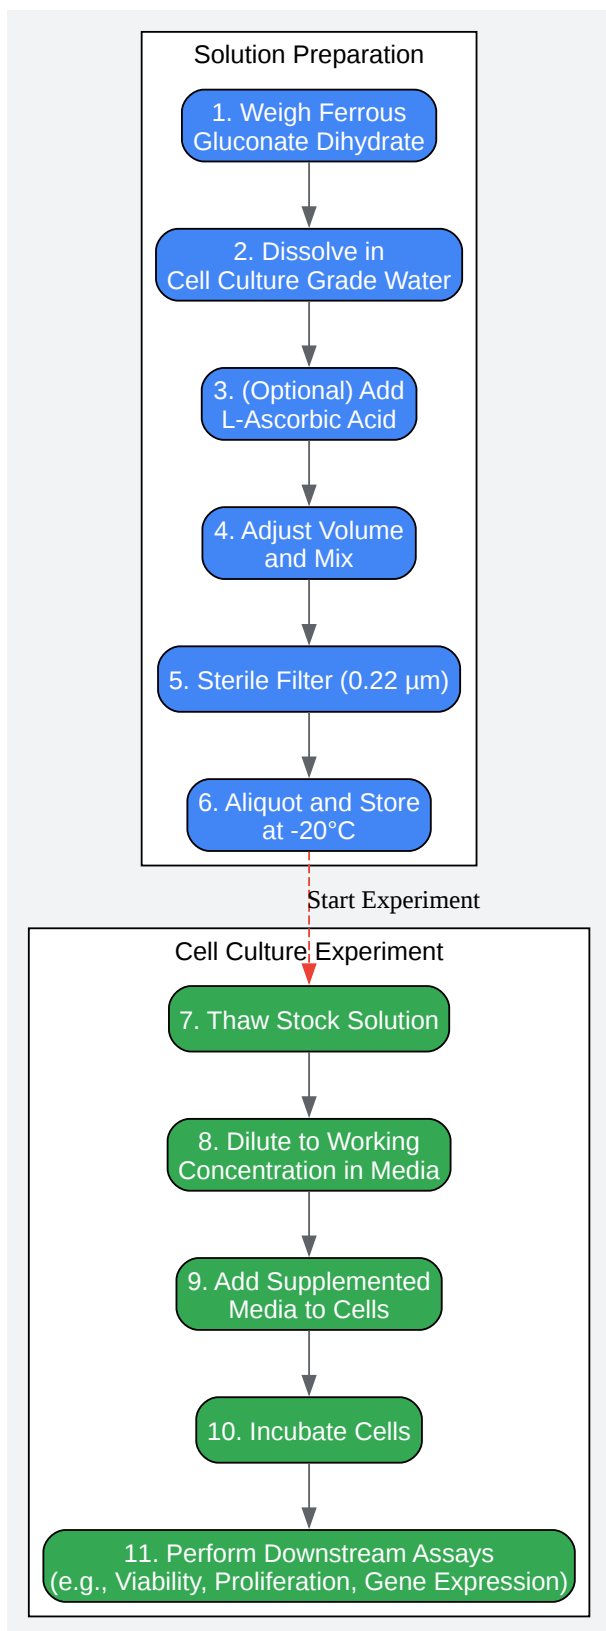 Solution Preparation
1. Weigh Ferrous
Gluconate Dihydrate
2. Dissolve in
Cell Culture Grade Water
3. (Optional) Add
L-Ascorbic Acid
4. Adjust Volume
and Mix
5. Sterile Filter (0.22 µm)
6. Aliquot and Store
at -20°C
Start Experiment
Cell Culture Experiment
7. Thaw Stock Solution
8. Dilute to Working
Concentration in Media
9. Add Supplemented
Media to Cells
10. Incubate Cells
11. Perform Downstream Assays
(e.g., Viability, Proliferation, Gene Expression)